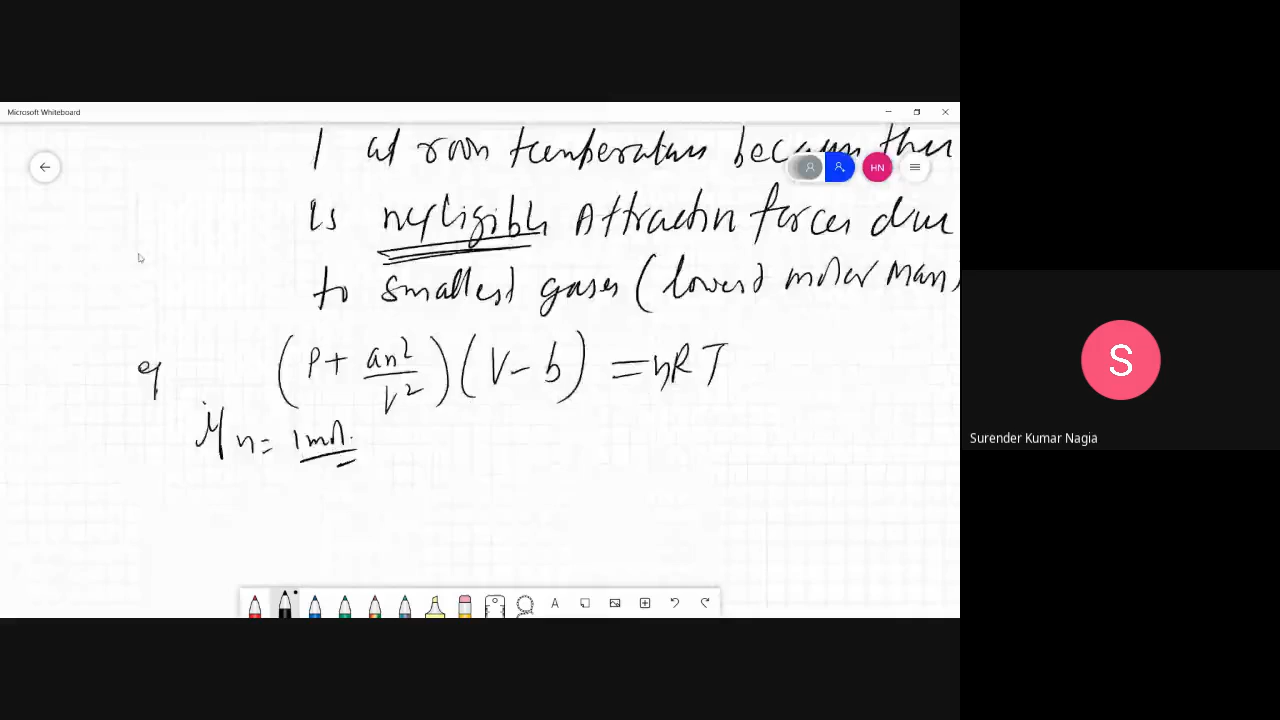 Microsoft Whiteboard
1 at room temperature because ther
HN
is negligible Attraction forces due
to smallest gases (lowest molar mass
eq (P + an²/V²) (V - b) = nRT
if n = 1 mol.
A
S
Surender Kumar Nagia